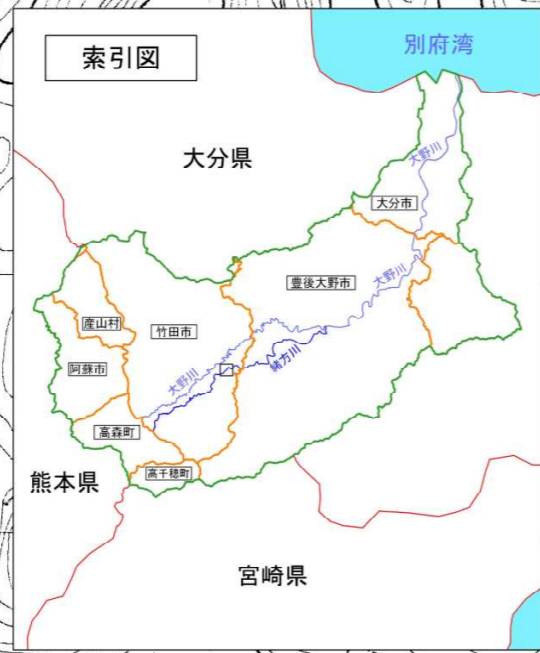 索引図
別府湾
大分県
大野川
大分市
大野川
豊後大野市
産山村
竹田市
阿蘇市
大野川
緒方川
高森町
高千穂町
熊本県
宮崎県